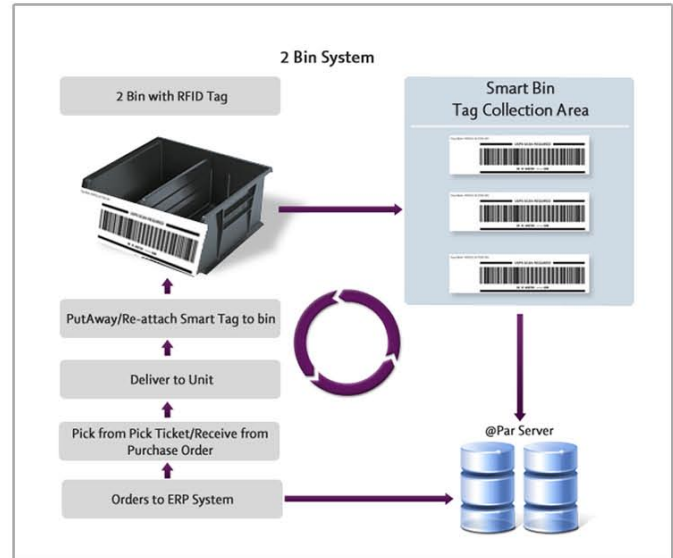 2 Bin System
2 Bin with RFID Tag
Smart Bin
Tag Collection Area
PutAway/Re-attach Smart Tag to bin
Deliver to Unit
Pick from Pick Ticket/Receive from
Purchase Order
Orders to ERP System
@Par Server